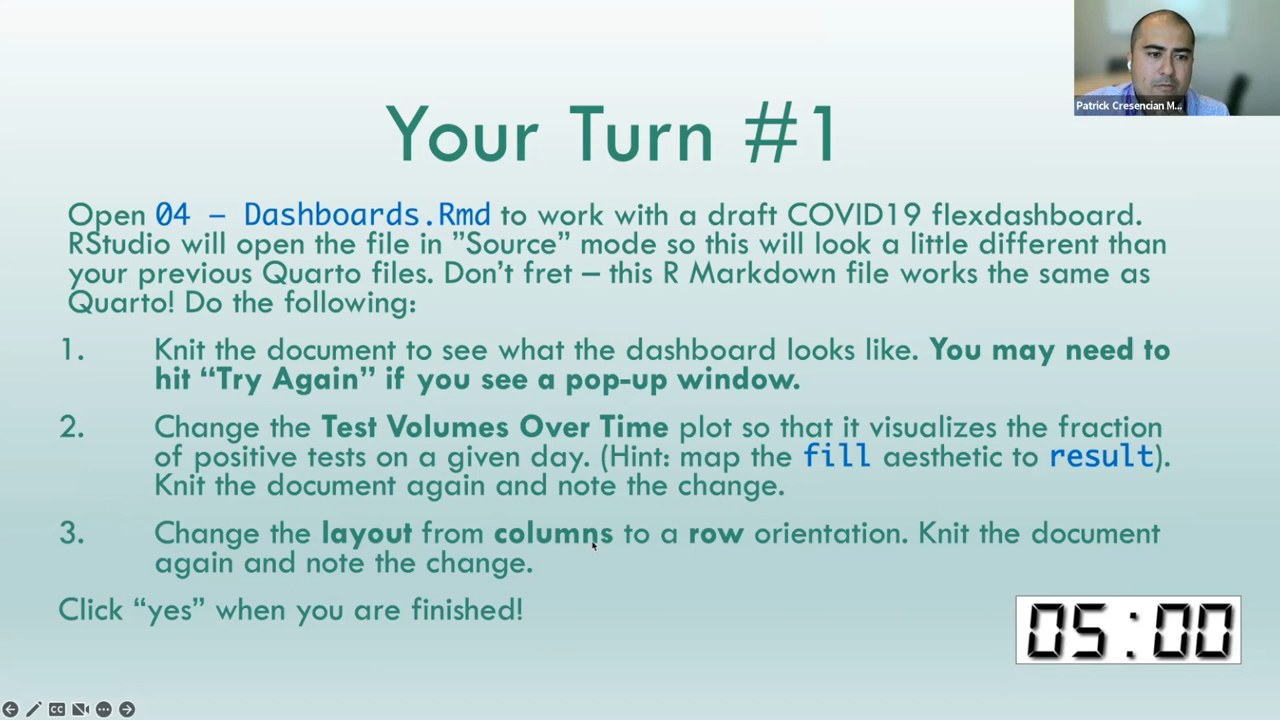 Patrick Cresencian M...
Your Turn #1
Open 04 – Dashboards.Rmd to work with a draft COVID19 flexdashboard.
RStudio will open the file in ”Source” mode so this will look a little different than
your previous Quarto files. Don’t fret – this R Markdown file works the same as
Quarto! Do the following:
1. Knit the document to see what the dashboard looks like. You may need to
hit “Try Again” if you see a pop-up window.
2. Change the Test Volumes Over Time plot so that it visualizes the fraction
of positive tests on a given day. (Hint: map the fill aesthetic to result).
Knit the document again and note the change.
3. Change the layout from columns to a row orientation. Knit the document
again and note the change.
Click “yes” when you are finished!
05:00
CC